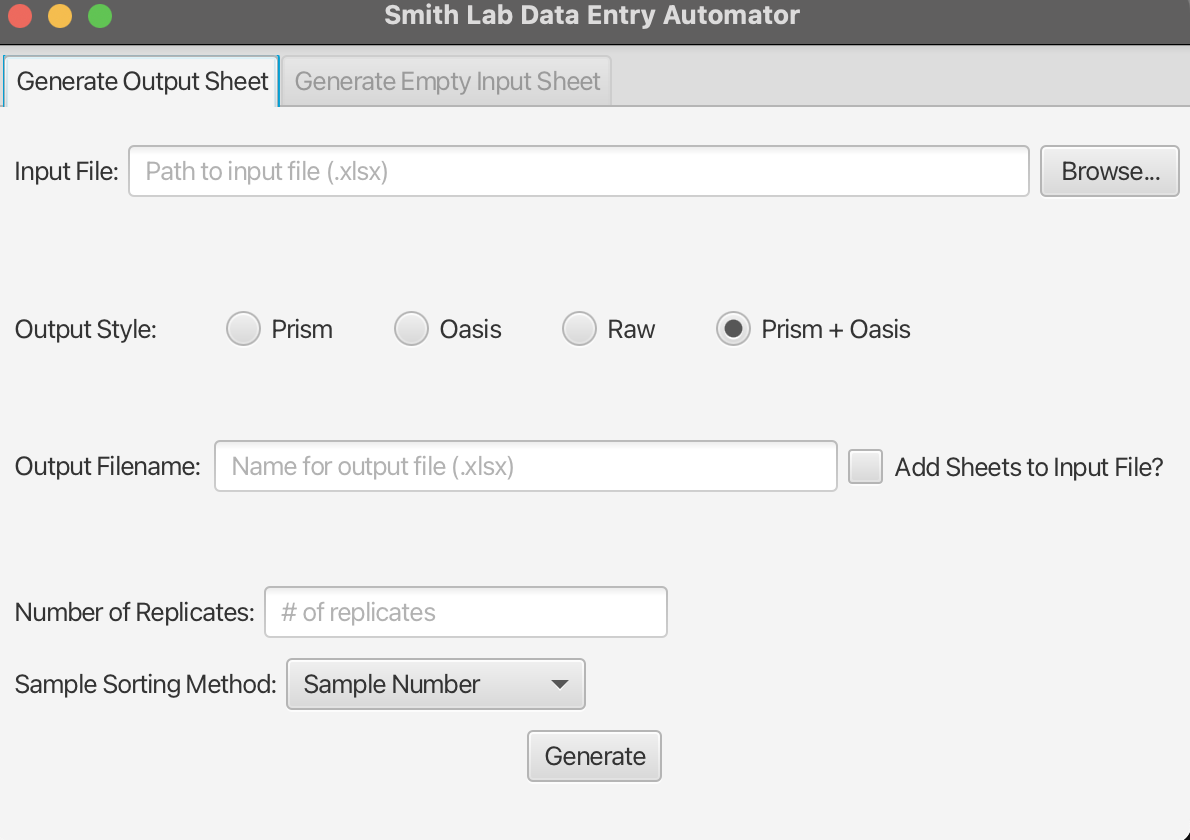 Smith Lab Data Entry Automator
Generate Output Sheet Generate Empty Input Sheet
Input File: Path to input file (.xlsx) Browse...
Output Style: Prism Oasis Raw Prism + Oasis
Output Filename: Name for output file (.xlsx) Add Sheets to Input File?
Number of Replicates: # of replicates
Sample Sorting Method: Sample Number
Generate